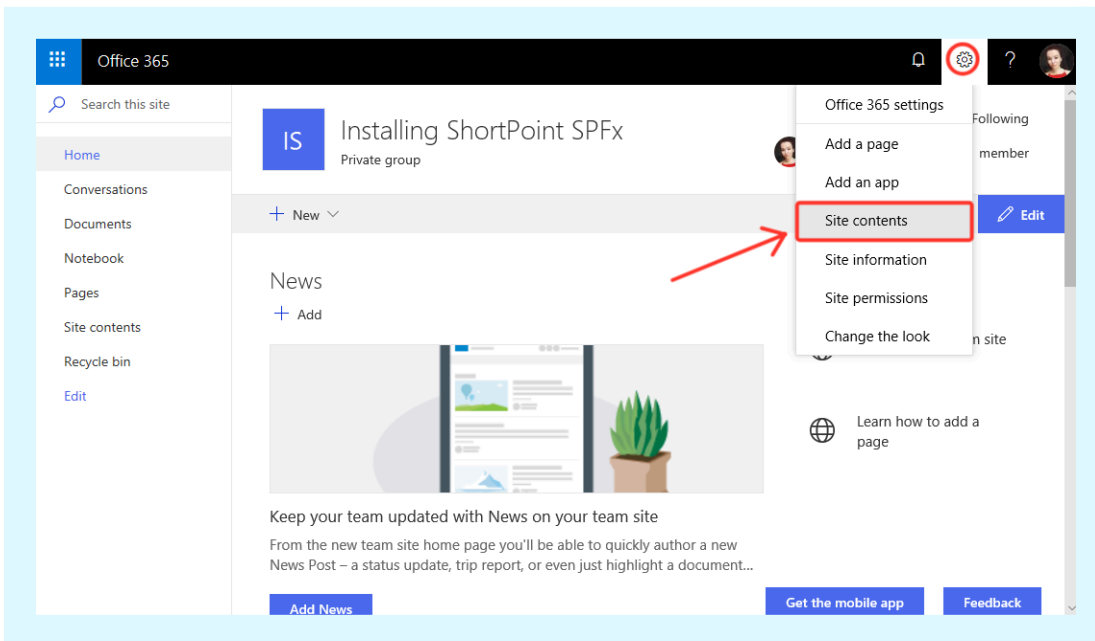 Office 365
?
Search this site
Home
Conversations
Documents
Notebook
Pages
Site contents
Recycle bin
Edit
IS
Installing ShortPoint SPFx
Private group
Following
member
+ New
Edit
Office 365 settings
Add a page
Add an app
Site contents
Site information
Site permissions
Change the look
News
+ Add
site
Learn how to add a
page
Keep your team updated with News on your team site
From the new team site home page you'll be able to quickly author a new
News Post – a status update, trip report, or even just highlight a document...
Add News
Get the mobile app
Feedback